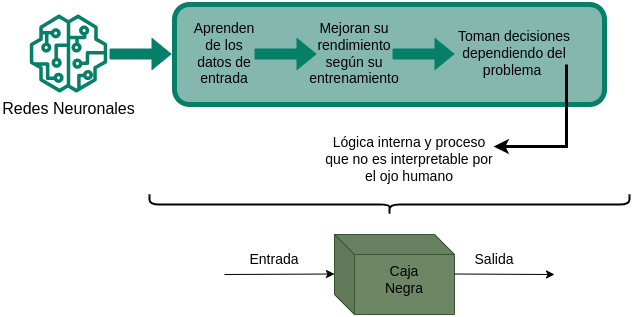 Redes Neuronales
Aprenden
de los
datos de
entrada
Mejoran su
rendimiento
según su
entrenamiento
Toman decisiones
dependiendo del
problema
Lógica interna y proceso
que no es interpretable por
el ojo humano
Entrada
Caja
Negra
Salida